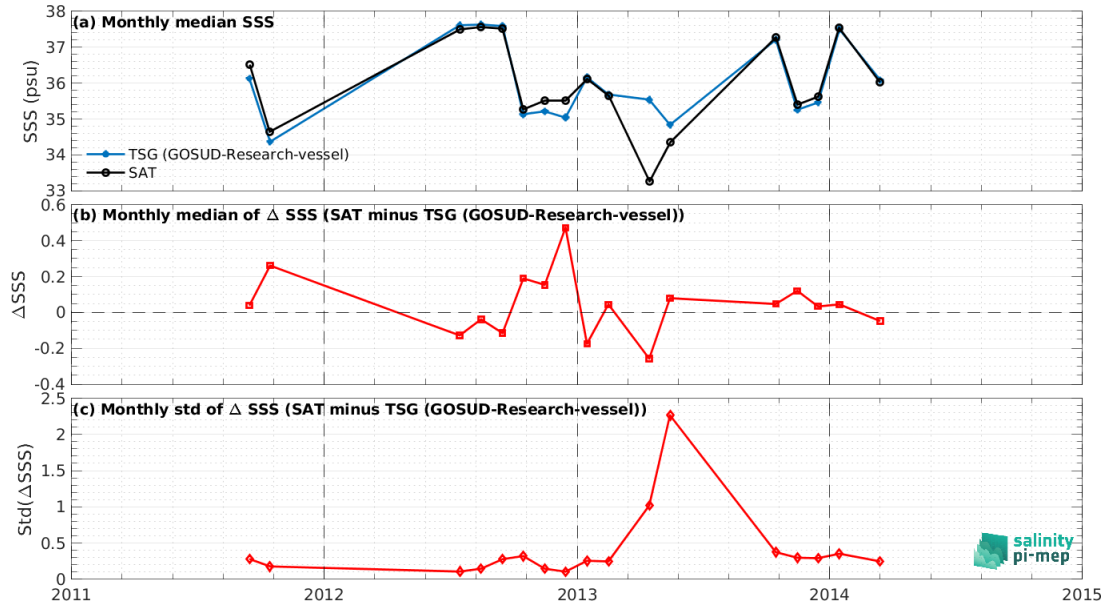 (a) Monthly median SSS
38
37
36
35
34
33
SSS (psu)
TSG (GOSUD-Research-vessel)
SAT
(b) Monthly median of Δ SSS (SAT minus TSG (GOSUD-Research-vessel))
0.6
0.4
0.2
0
-0.2
-0.4
ΔSSS
(c) Monthly std of Δ SSS (SAT minus TSG (GOSUD-Research-vessel))
2.5
2
1.5
1
0.5
0
Std(ΔSSS)
salinity
pi-mep
2011 2012 2013 2014 2015